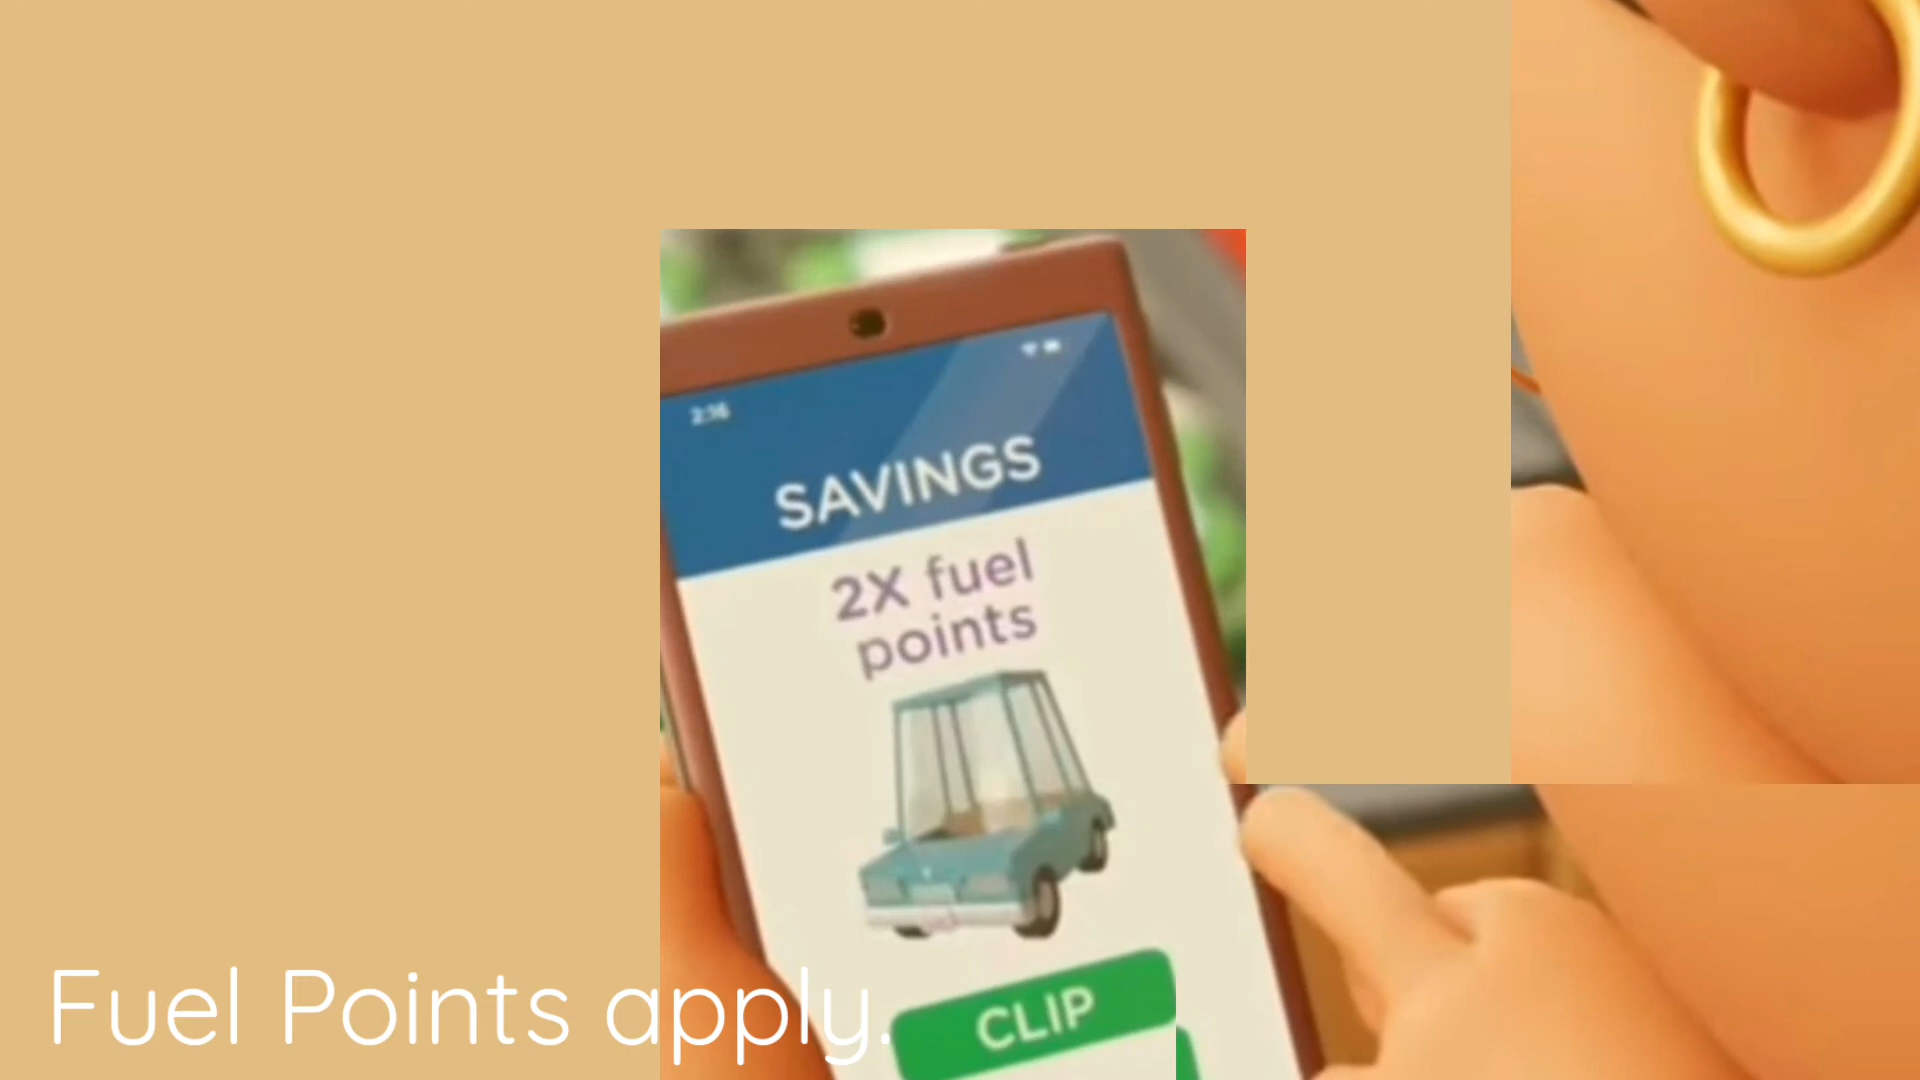 2:16
SAVINGS
2X fuel
points
CLIP
Fuel Points apply.